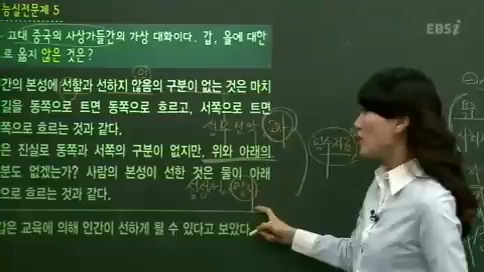 능실전문제 5
EBSi
고대 중국의 사상가들간의 가상 대화이다. 갑, 을에 대한
로 옳지 않은 것은?
간의 본성에 선함과 선하지 않음의 구분이 없는 것은 마치
길을 동쪽으로 트면 동쪽으로 흐르고, 서쪽으로 트면
쪽으로 흐르는 것과 같다.
은 진실로 동쪽과 서쪽의 구분이 없지만, 위와 아래의
분도 없겠는가? 사람의 본성이 선한 것은 물이 아래
으로 흐르는 것과 같다.
갑은 교육에 의해 인간이 선하게 될 수 있다고 보았다.